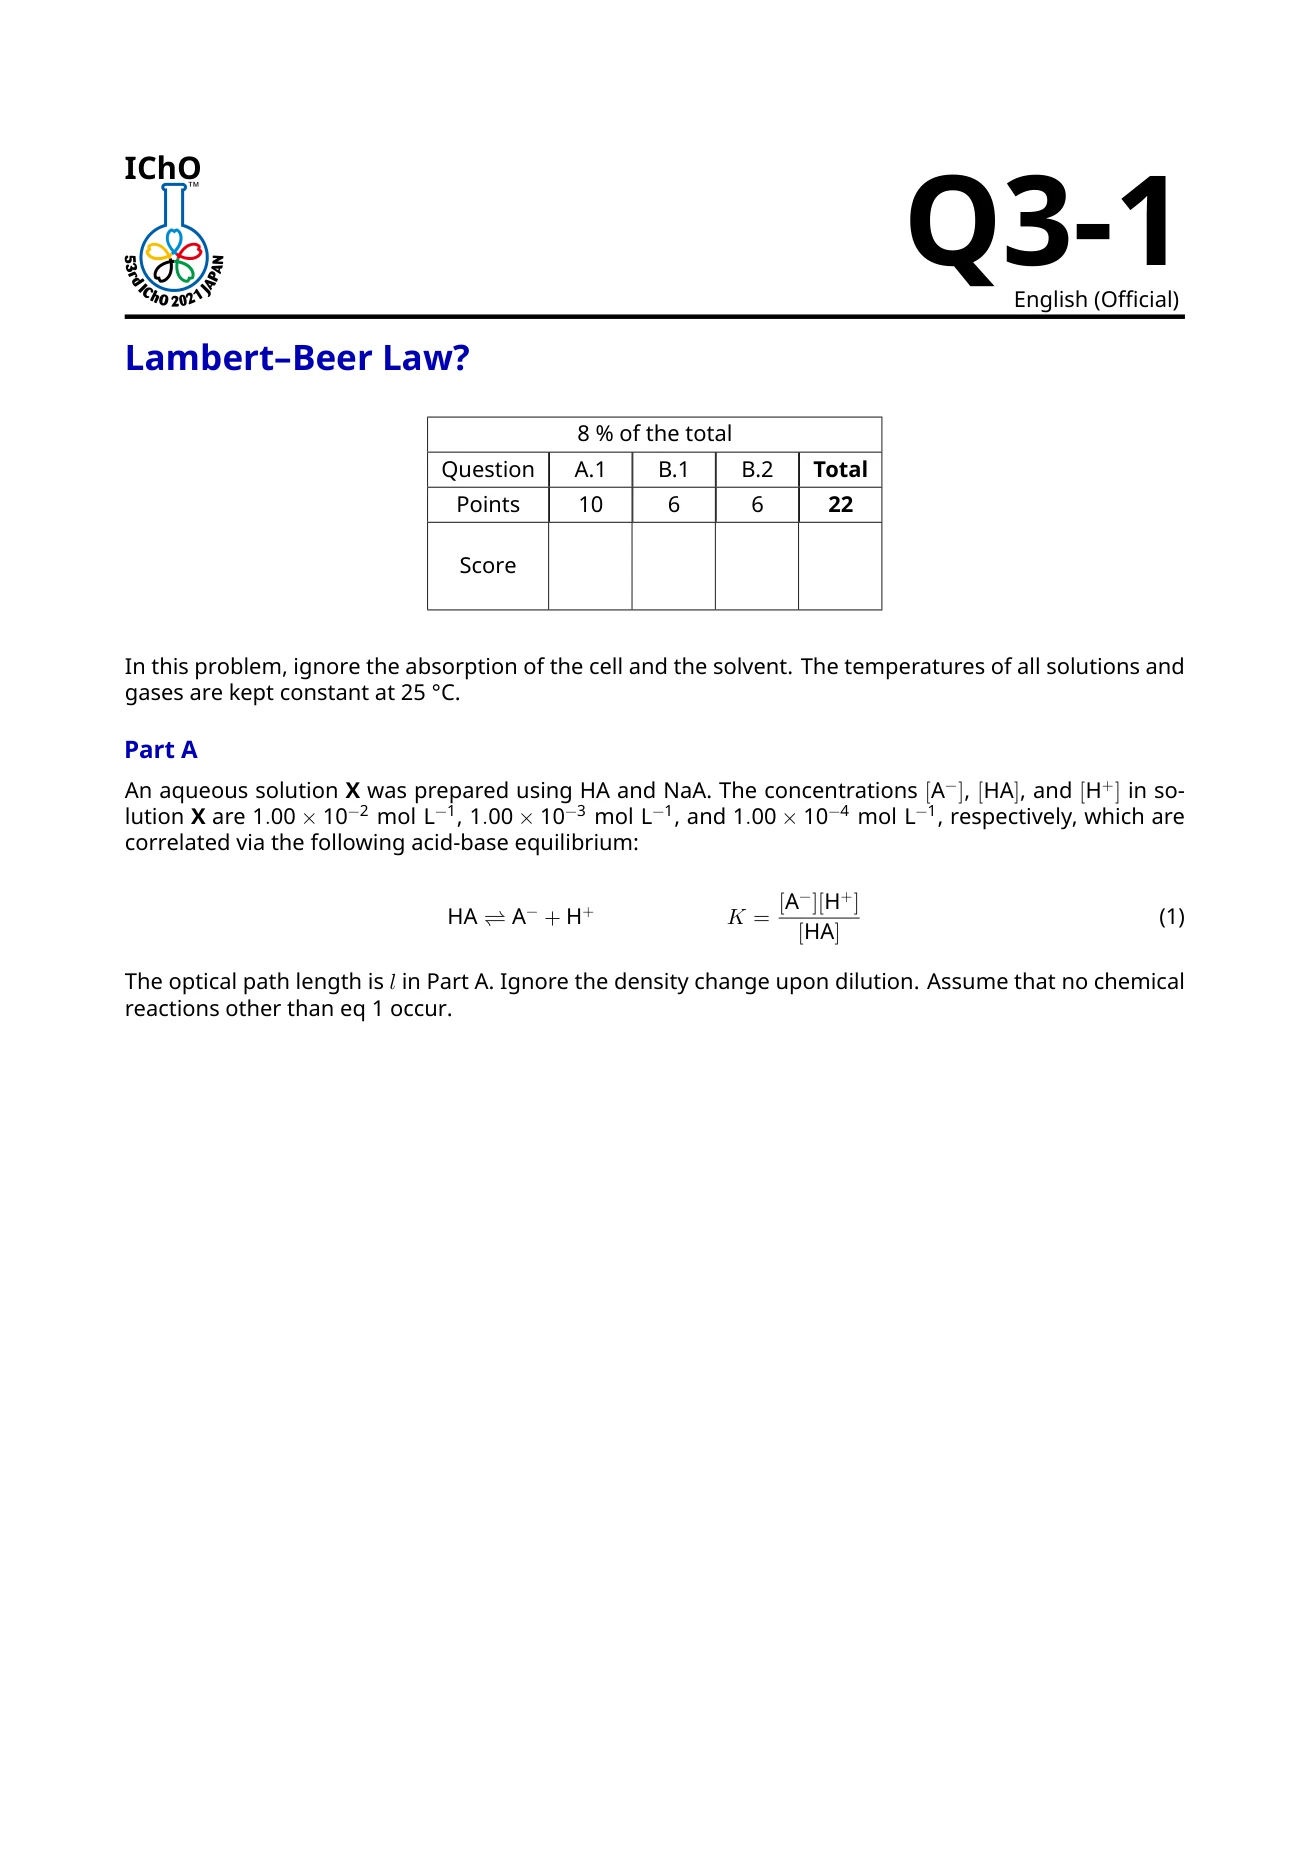 IChO
TM
53rd IChO 2021 JAPAN
Q3-1
English (Official)
Lambert–Beer Law?
8 % of the total
Question A.1 B.1 B.2 Total
Points 10 6 6 22
Score
In this problem, ignore the absorption of the cell and the solvent. The temperatures of all solutions and
gases are kept constant at 25 °C.
Part A
An aqueous solution X was prepared using HA and NaA. The concentrations [A⁻], [HA], and [H⁺] in so-
lution X are 1.00 × 10⁻² mol L⁻¹, 1.00 × 10⁻³ mol L⁻¹, and 1.00 × 10⁻⁴ mol L⁻¹, respectively, which are
correlated via the following acid-base equilibrium:
HA ⇌ A⁻ + H⁺ K = [A⁻][H⁺] / [HA] (1)
The optical path length is l in Part A. Ignore the density change upon dilution. Assume that no chemical
reactions other than eq 1 occur.